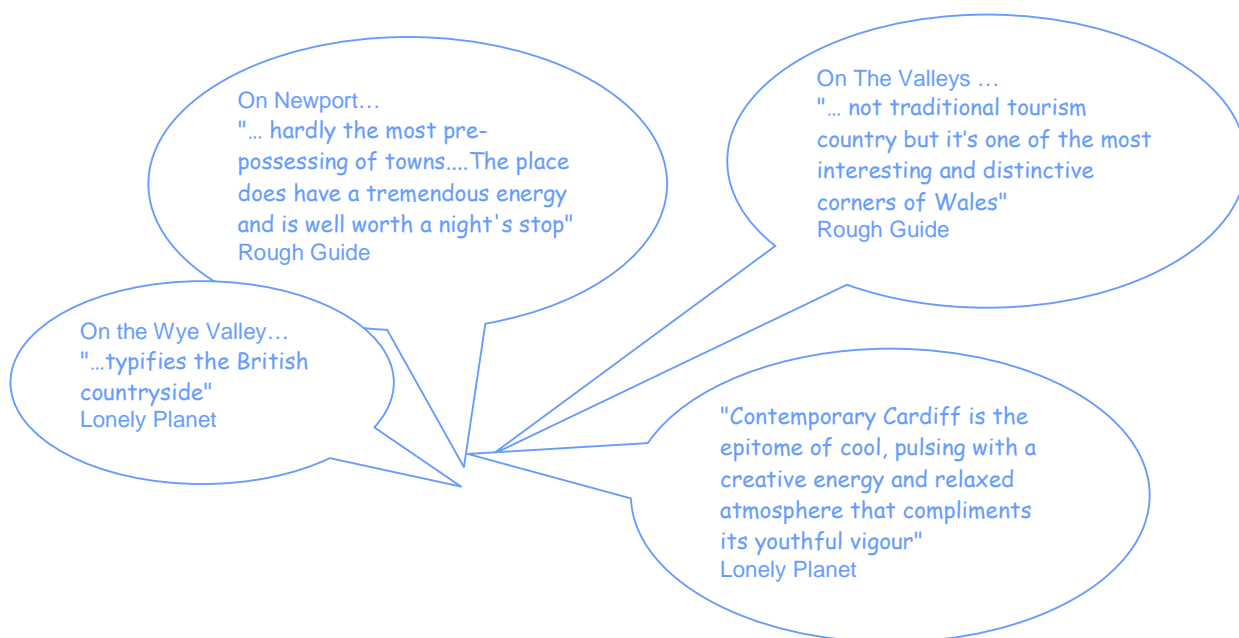 On Newport…
"… hardly the most pre-
possessing of towns....The place
does have a tremendous energy
and is well worth a night's stop"
Rough Guide
On The Valleys …
"… not traditional tourism
country but it’s one of the most
interesting and distinctive
corners of Wales"
Rough Guide
On the Wye Valley…
"…typifies the British
countryside"
Lonely Planet
"Contemporary Cardiff is the
epitome of cool, pulsing with a
creative energy and relaxed
atmosphere that compliments
its youthful vigour"
Lonely Planet